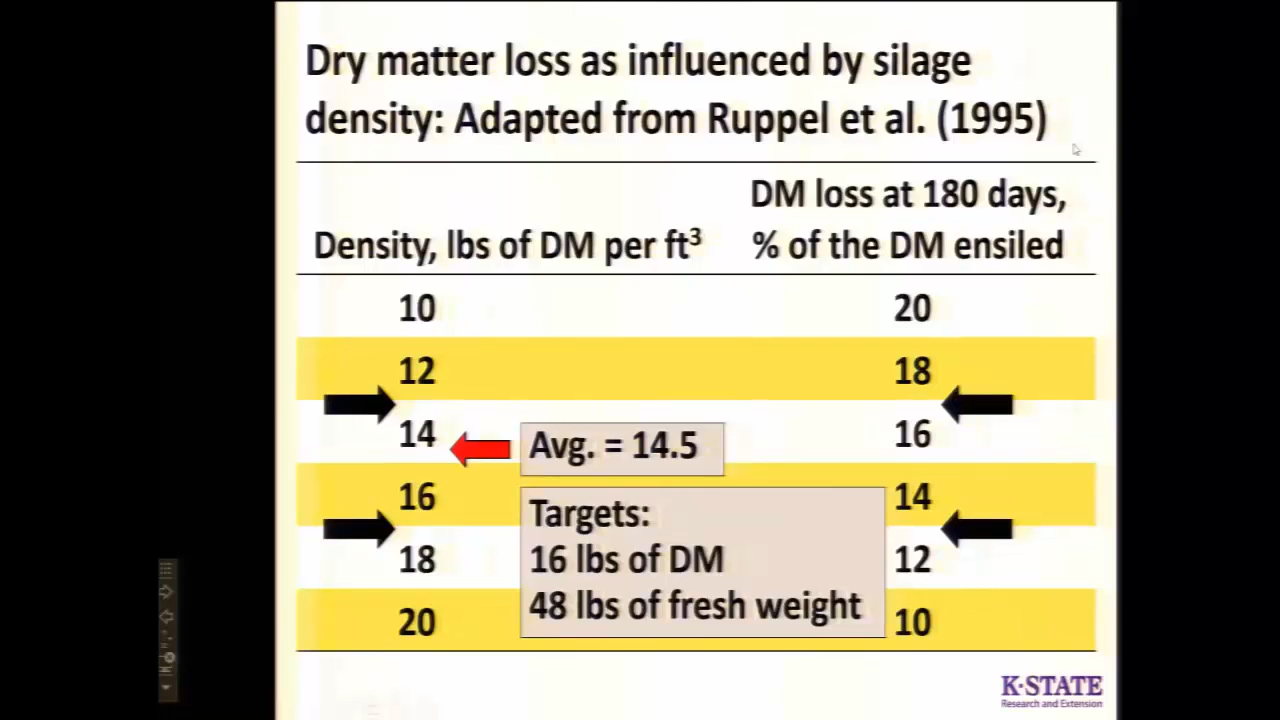 Dry matter loss as influenced by silage
density: Adapted from Ruppel et al. (1995)
DM loss at 180 days,
Density, lbs of DM per ft³ % of the DM ensiled
10 20
12 18
14 16
Avg. = 14.5
16 14
Targets:
16 lbs of DM
18 12
48 lbs of fresh weight
20 10
K·STATE
Research and Extension